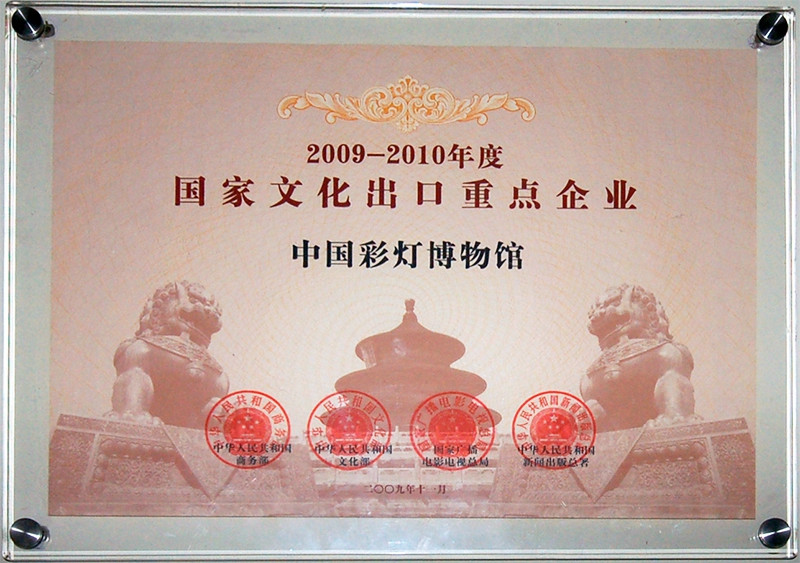 2009–2010年度
国家文化出口重点企业
中国彩灯博物馆
中华人民共和国
商务部
中华人民共和国
文化部
国家广播
电影电视总局
中华人民共和国
新闻出版总署
二〇〇九年十一月